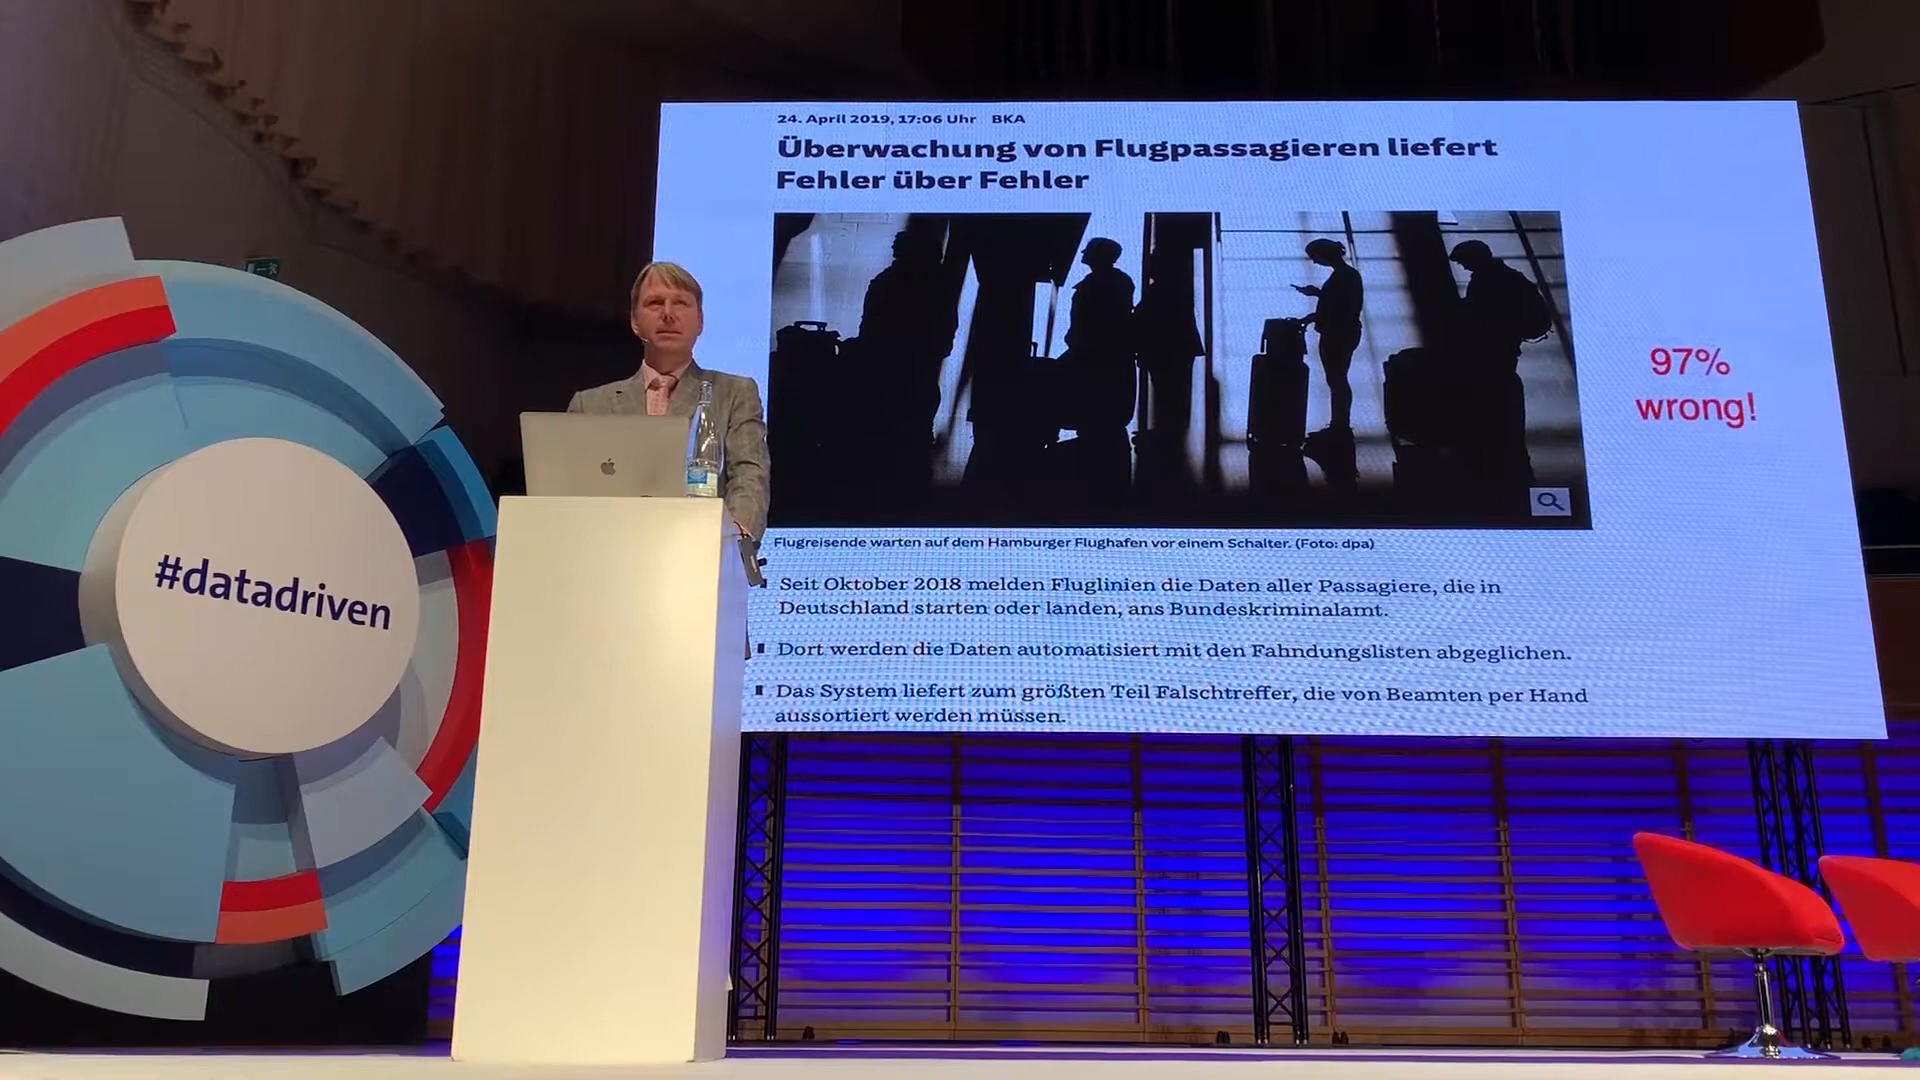 24. April 2019, 17:06 Uhr BKA
Überwachung von Flugpassagieren liefert
Fehler über Fehler
97%
wrong!
Flugreisende warten auf dem Hamburger Flughafen vor einem Schalter. (Foto: dpa)
Seit Oktober 2018 melden Fluglinien die Daten aller Passagiere, die in
Deutschland starten oder landen, ans Bundeskriminalamt.
Dort werden die Daten automatisiert mit den Fahndungslisten abgeglichen.
Das System liefert zum größten Teil Falschtreffer, die von Beamten per Hand
aussortiert werden müssen.
#datadriven